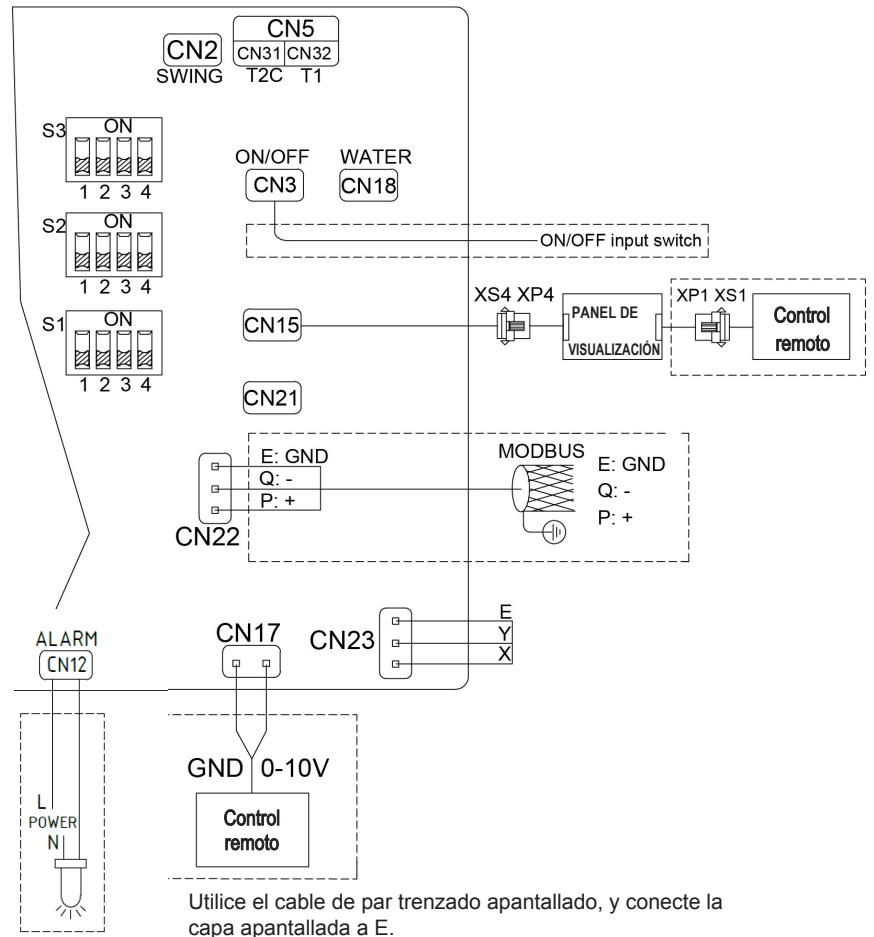 CN5
CN2
CN31 CN32
SWING
T2C T1
S3
ON
1 2 3 4
ON/OFF
WATER
CN3
CN18
S2
ON
1 2 3 4
ON/OFF input switch
XS4 XP4
XP1 XS1
S1
ON
1 2 3 4
CN15
PANEL DE
VISUALIZACIÓN
Control
remoto
CN21
E: GND
Q: -
P: +
CN22
MODBUS
E: GND
Q: -
P: +
ALARM
CN12
CN17
CN23
E
Y
X
L
POWER
N
GND 0-10V
Control
remoto
Utilice el cable de par trenzado apantallado, y conecte la
capa apantallada a E.